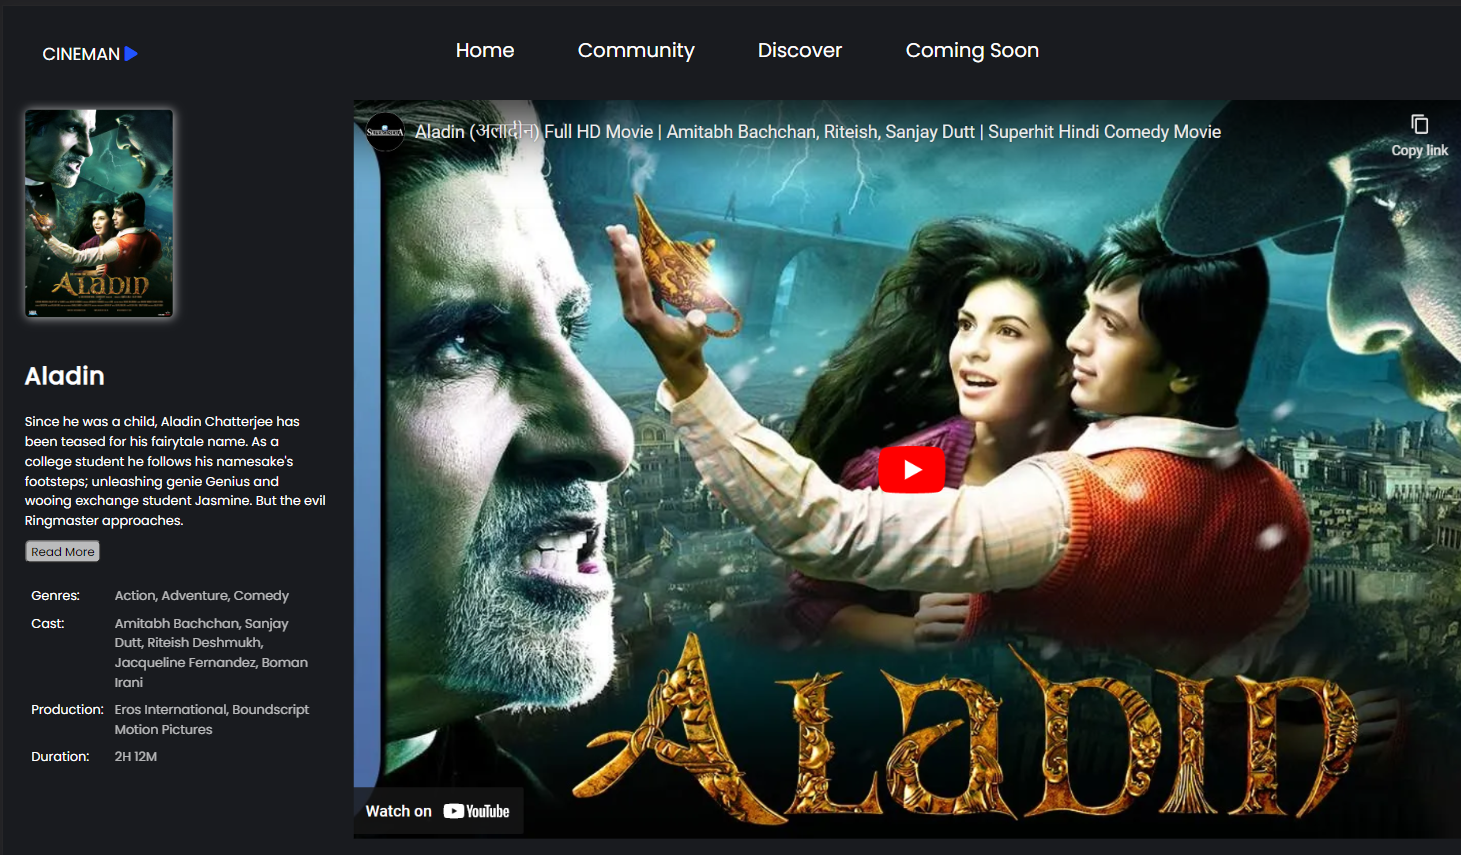 CINEMAN
Home
Community
Discover
Coming Soon
ALADIN
Aladin
Since he was a child, Aladin Chatterjee has
been teased for his fairytale name. As a
college student he follows his namesake's
footsteps; unleashing genie Genius and
wooing exchange student Jasmine. But the evil
Ringmaster approaches.
Read More
Genres: Action, Adventure, Comedy
Cast: Amitabh Bachchan, Sanjay
Dutt, Riteish Deshmukh,
Jacqueline Fernandez, Boman
Irani
Production: Eros International, Boundscript
Motion Pictures
Duration: 2H 12M
Aladin (अलादीन) Full HD Movie | Amitabh Bachchan, Riteish, Sanjay Dutt | Superhit Hindi Comedy Movie
Copy link
ALADIN
Watch on YouTube